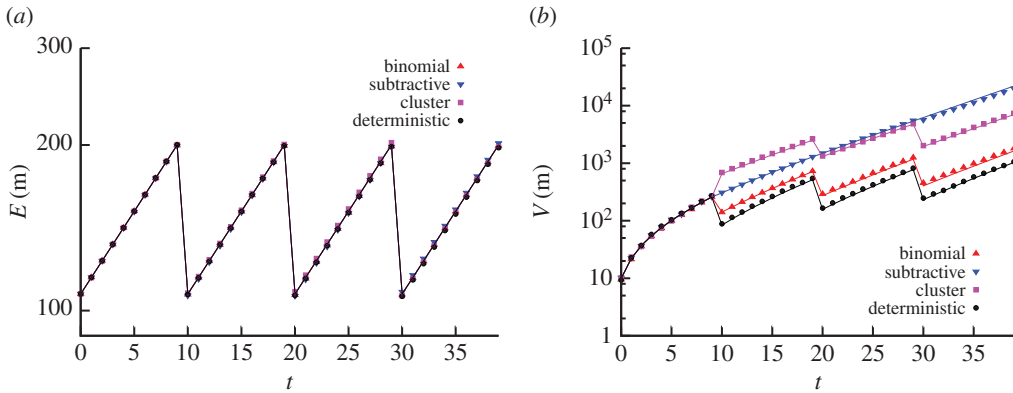 (a)
300
200
100
E (m)
binomial
subtractive
cluster
deterministic
0 5 10 15 20 25 30 35
t
(b)
10^5
10^4
10^3
10^2
10
1
V (m)
binomial
subtractive
cluster
deterministic
0 5 10 15 20 25 30 35
t